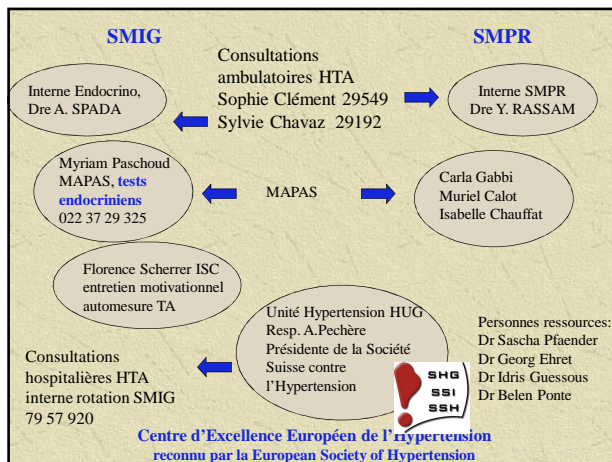 SMIG
SMPR
Consultations
ambulatoires HTA
Sophie Clément 29549
Sylvie Chavaz 29192
Interne Endocrino,
Dre A. SPADA
Interne SMPR
Dre Y. RASSAM
Myriam Paschoud
MAPAS, tests
endocriniens
022 37 29 325
MAPAS
Carla Gabbi
Muriel Calot
Isabelle Chauffat
Florence Scherrer ISC
entretien motivationnel
automesure TA
Unité Hypertension HUG
Resp. A.Pechère
Présidente de la Société
Suisse contre
l’Hypertension
Personnes ressources:
Dr Sascha Pfaender
Dr Georg Ehret
Dr Idris Guessous
Dr Belen Ponte
SHG
SSI
SSH
Consultations
hospitalières HTA
interne rotation SMIG
79 57 920
Centre d’Excellence Européen de l’Hypertension
reconnu par la European Society of Hypertension